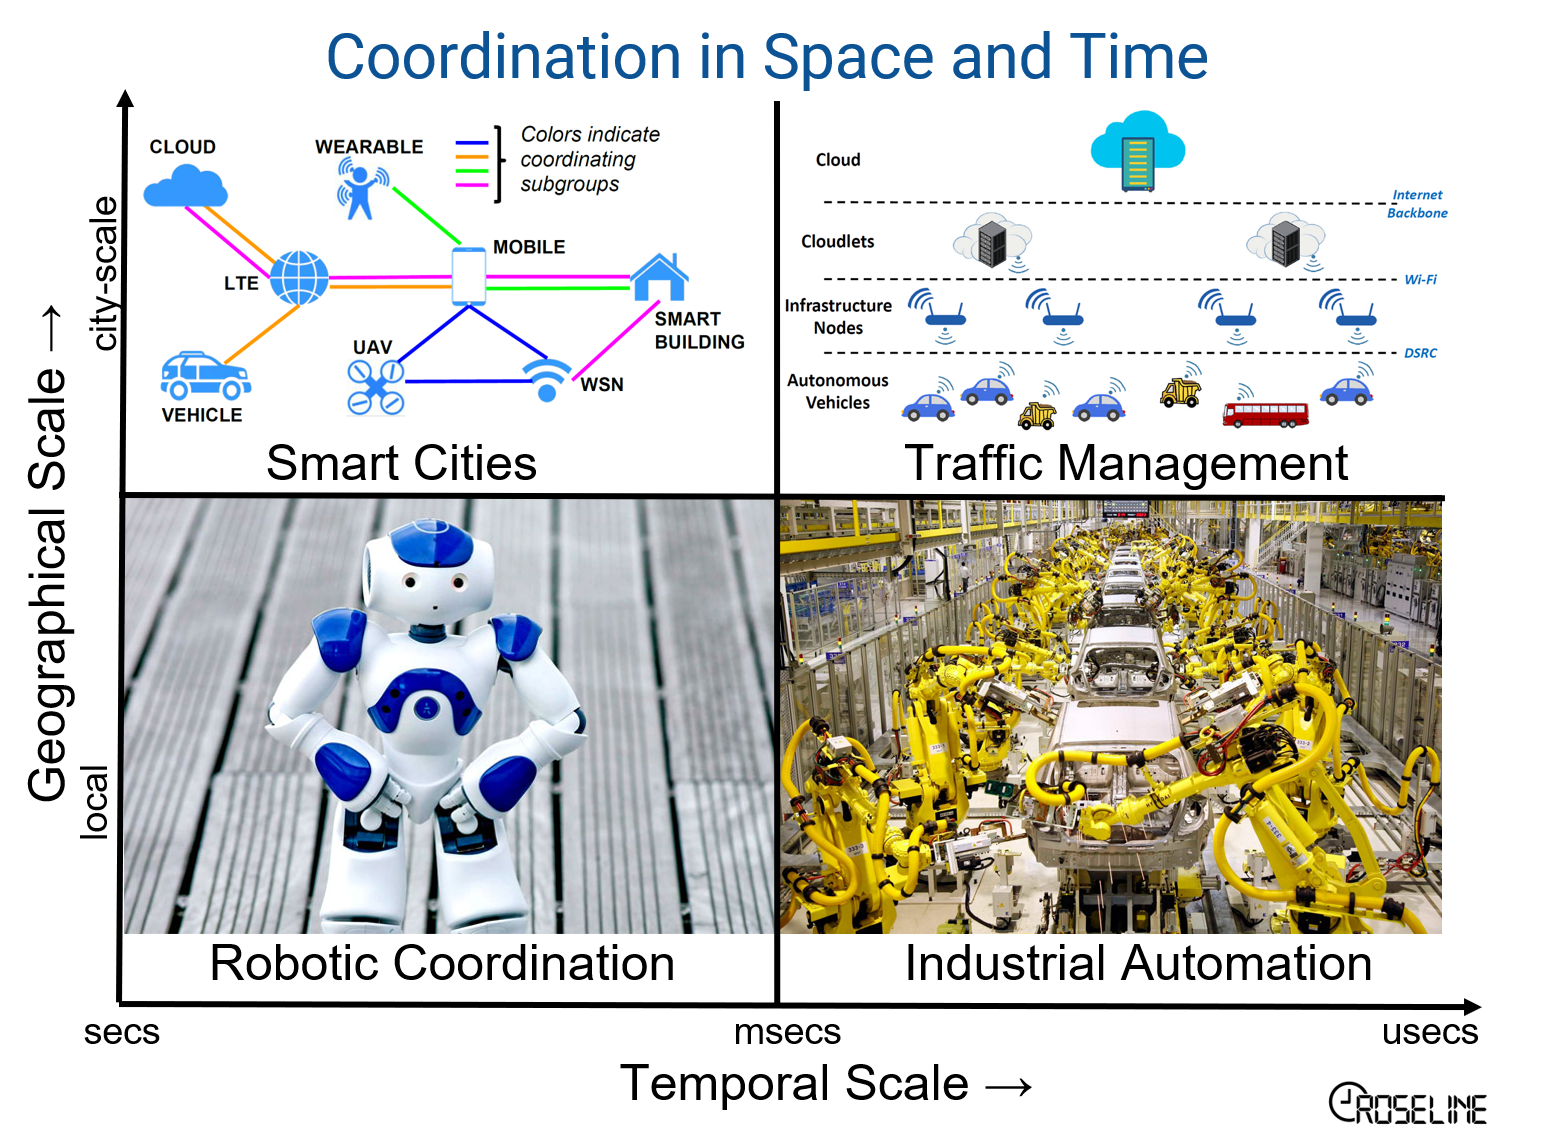 Coordination in Space and Time
Geographical Scale →
city-scale
local
CLOUD
WEARABLE
Colors indicate
coordinating
subgroups
MOBILE
LTE
SMART
BUILDING
UAV
WSN
VEHICLE
Smart Cities
Cloud
Internet
Backbone
Cloudlets
Wi-Fi
Infrastructure
Nodes
DSRC
Autonomous
Vehicles
Traffic Management
Robotic Coordination
Industrial Automation
secs
msecs
usecs
Temporal Scale →
ROSELINE